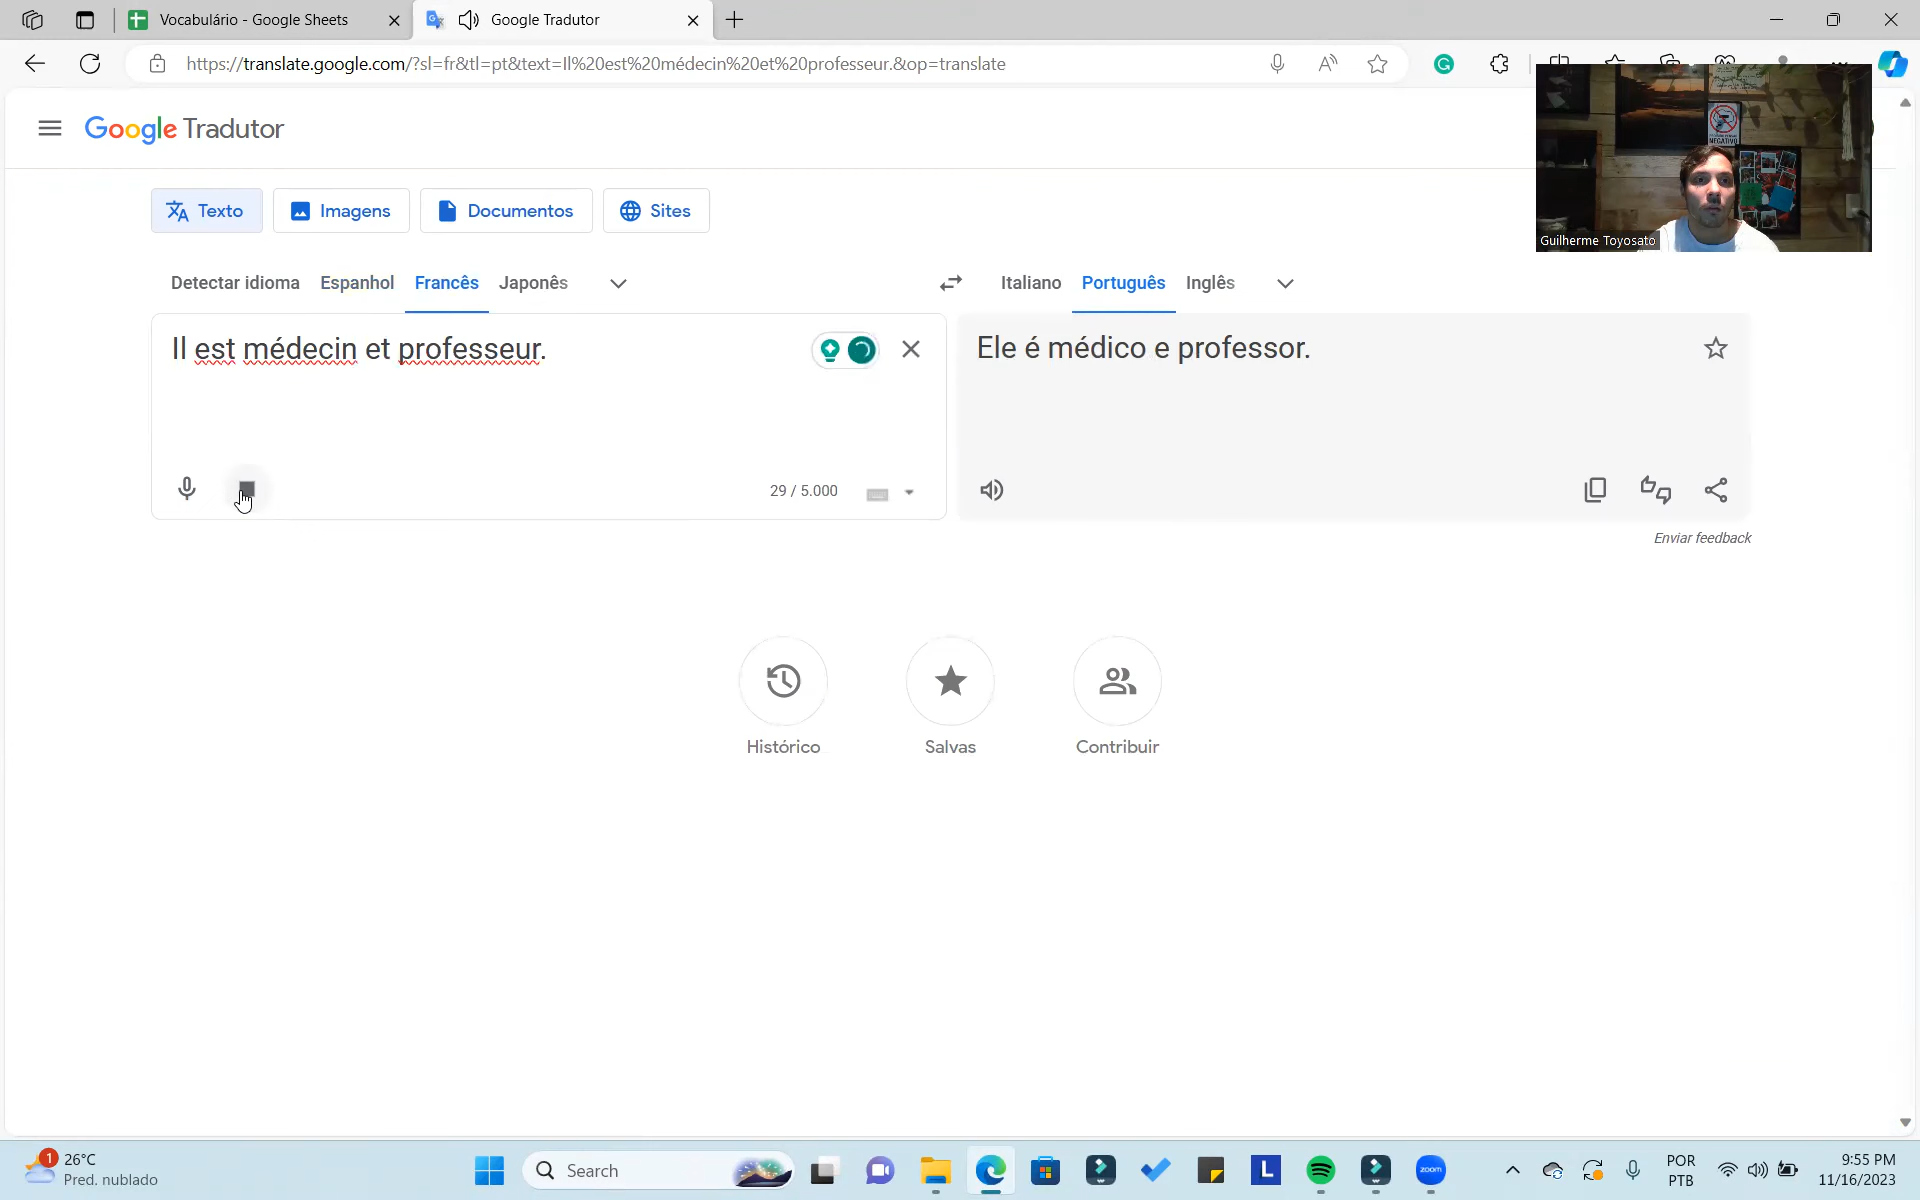 Vocabulário - Google Sheets
Google Tradutor
https://translate.google.com/?sl=fr&tl=pt&text=Il%20est%20médecin%20et%20professeur.&op=translate
Google Tradutor
NEGATIVO
Guilherme Toyosato
Texto
Imagens
Documentos
Sites
Detectar idioma Espanhol Francês Japonês
Italiano Português Inglês
Il est médecin et professeur.
Ele é médico e professor.
29 / 5.000
Enviar feedback
Histórico
Salvas
Contribuir
1
26°C
Pred. nublado
Search
L
zoom
POR
PTB
9:55 PM
11/16/2023